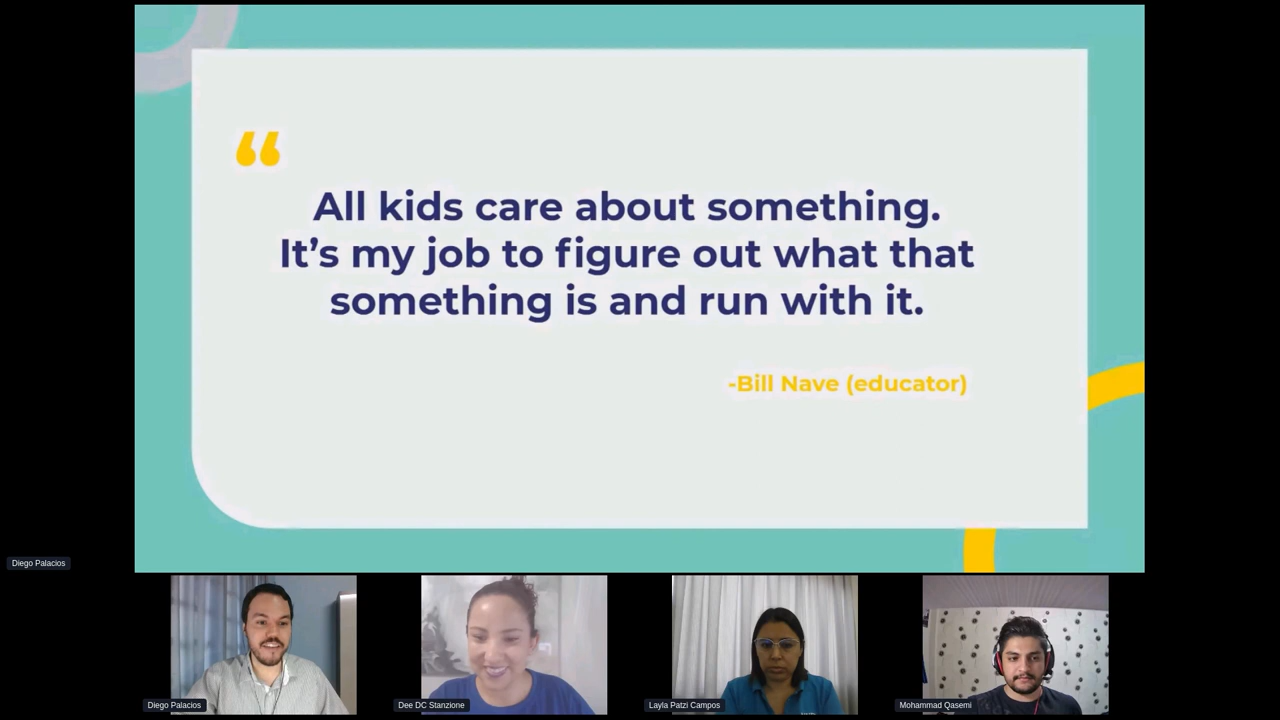 “
All kids care about something.
It’s my job to figure out what that
something is and run with it.
-Bill Nave (educator)
Diego Palacios
Diego Palacios
Dee DC Stanzione
Layla Patzi Campos
Mohammad Qasemi